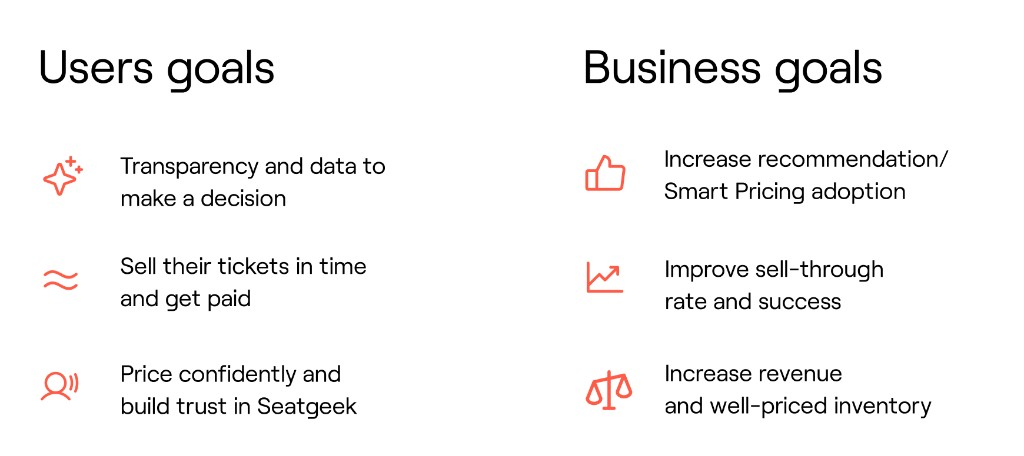 Users goals
Transparency and data to
make a decision
Sell their tickets in time
and get paid
Price confidently and
build trust in Seatgeek
Business goals
Increase recommendation/
Smart Pricing adoption
Improve sell-through
rate and success
Increase revenue
and well-priced inventory